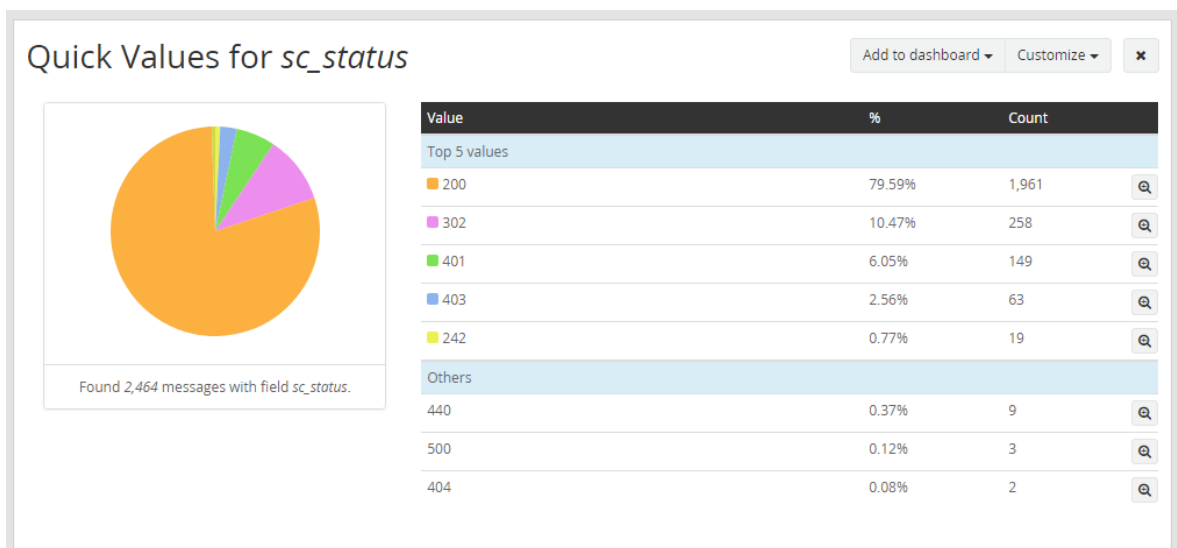 Quick Values for sc_status
Add to dashboard Customize
Value % Count
Top 5 values
200 79.59% 1,961
302 10.47% 258
401 6.05% 149
403 2.56% 63
242 0.77% 19
Found 2,464 messages with field sc_status.
Others
440 0.37% 9
500 0.12% 3
404 0.08% 2